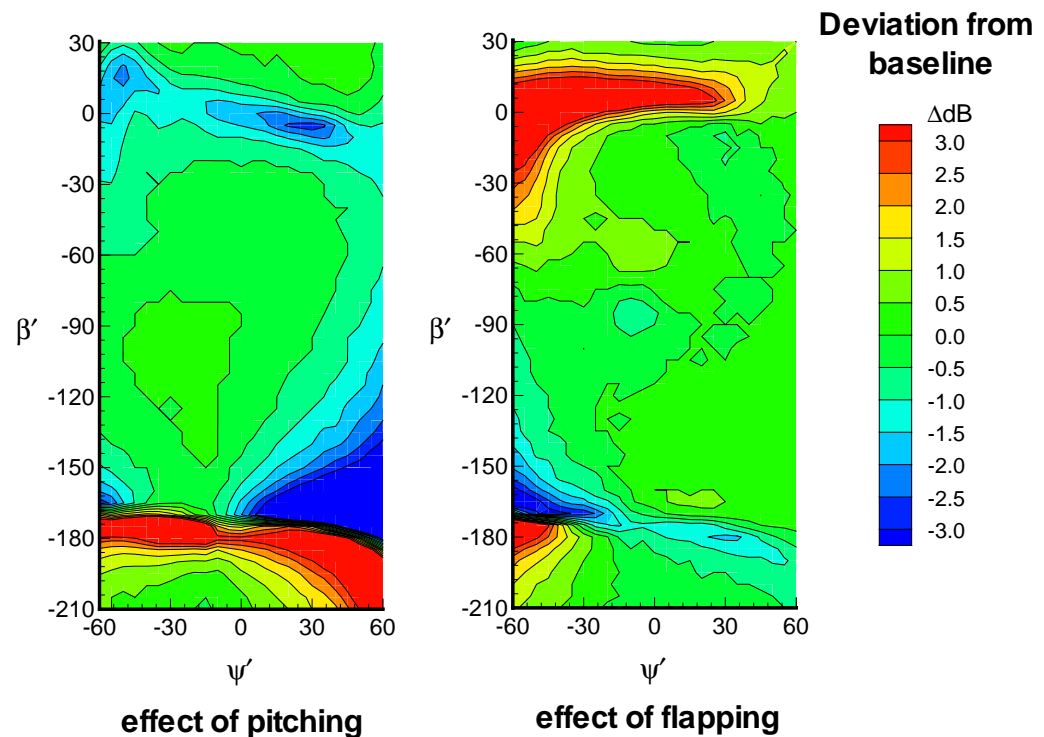 Deviation from
baseline
ΔdB
3.0
2.5
2.0
1.5
1.0
0.5
0.0
-0.5
-1.0
-1.5
-2.0
-2.5
-3.0
30
0
-30
-60
-90
-120
-150
-180
-210
β′
-60 -30 0 30 60
ψ′
effect of pitching
30
0
-30
-60
-90
-120
-150
-180
-210
β′
-60 -30 0 30 60
ψ′
effect of flapping